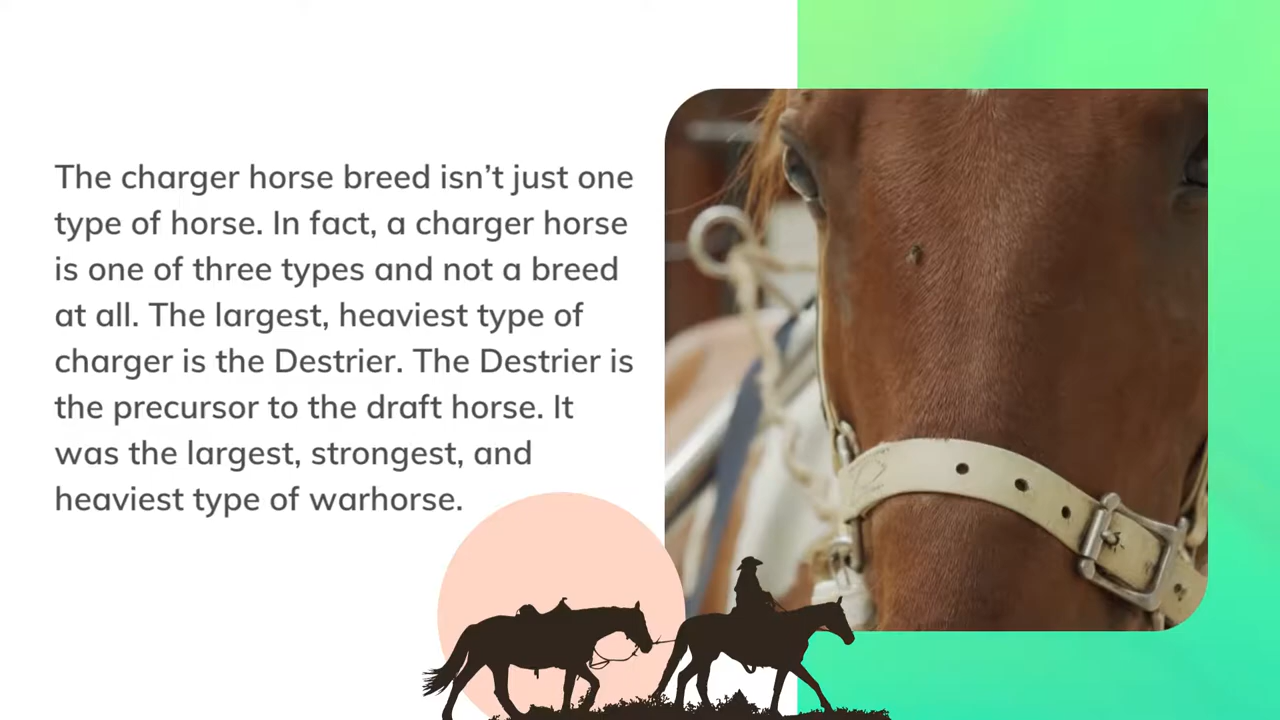 The charger horse breed isn’t just one
type of horse. In fact, a charger horse
is one of three types and not a breed
at all. The largest, heaviest type of
charger is the Destrier. The Destrier is
the precursor to the draft horse. It
was the largest, strongest, and
heaviest type of warhorse.